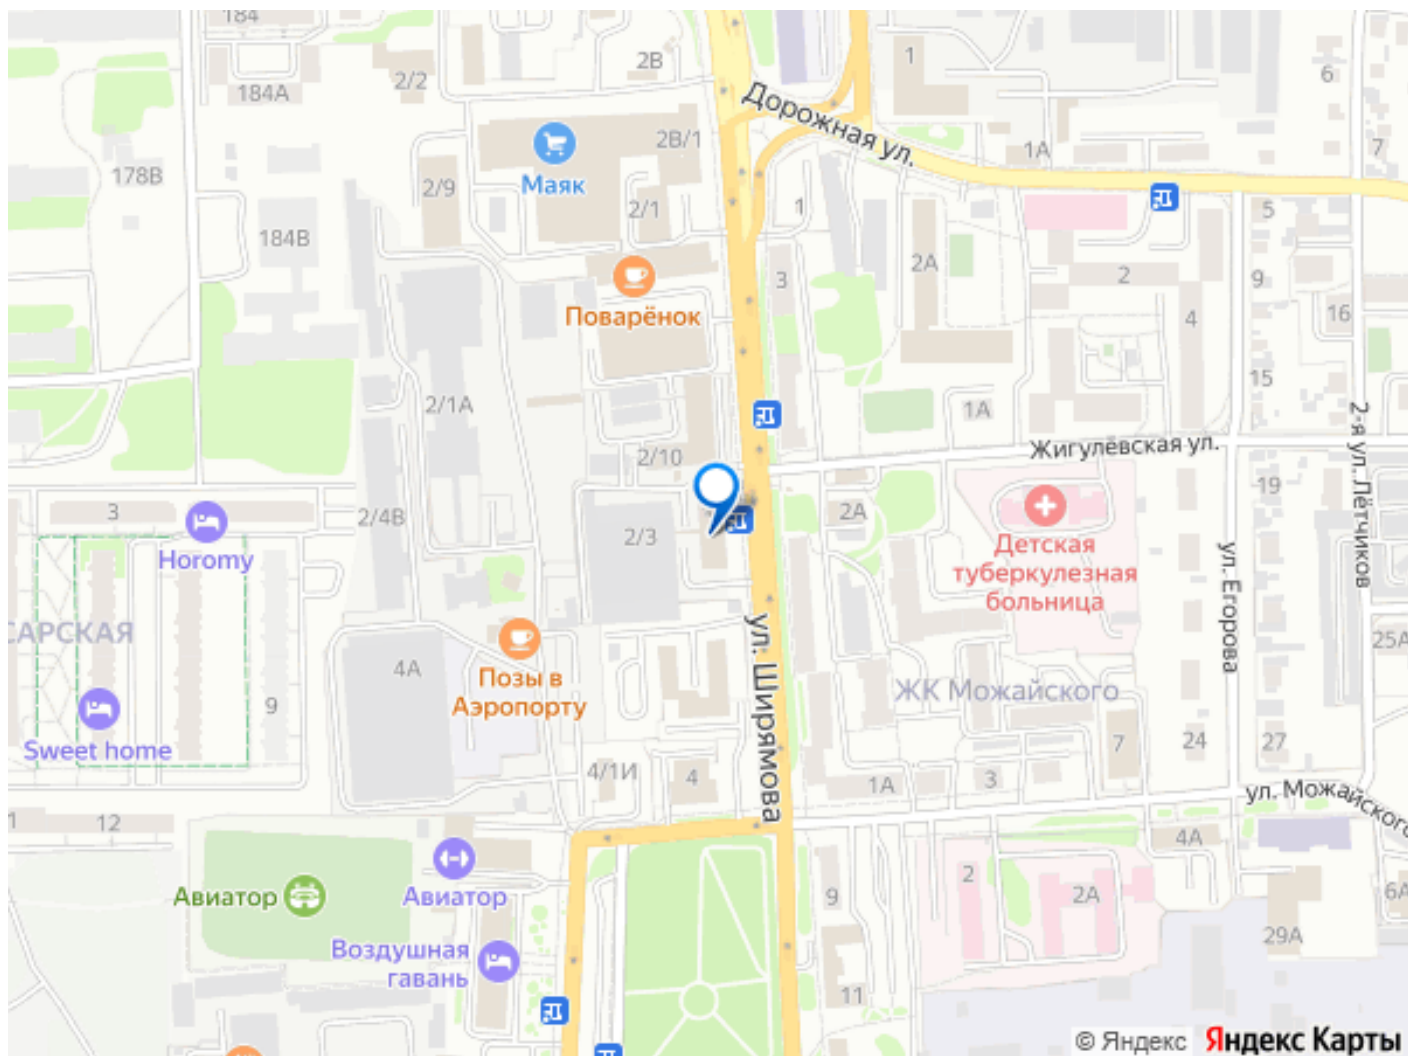 184
2В
1
6
2/2
184А
Дорожная ул.
2В/1
1А
7
178В
Маяк
2/9
2/1
1
5
184В
2А
3
2
9
Поварёнок
4
16
15
2/1А
1А
2-я ул. Лётчиков
Жигулёвская ул.
2/10
19
3
2/4В
2/3
2А
Horomy
Детская
туберкулезная
больница
ул. Егорова
САРСКАЯ
ул. Ширямова
25А
4А
Позы в
Аэропорту
ЖК Можайского
9
Sweet home
7
24
27
4/1И
4
1А
3
ул. Можайского
1
12
4А
Авиатор
Авиатор
9
2
2А
6А
29А
Воздушная
гавань
11
© Яндекс Яндекс Карты